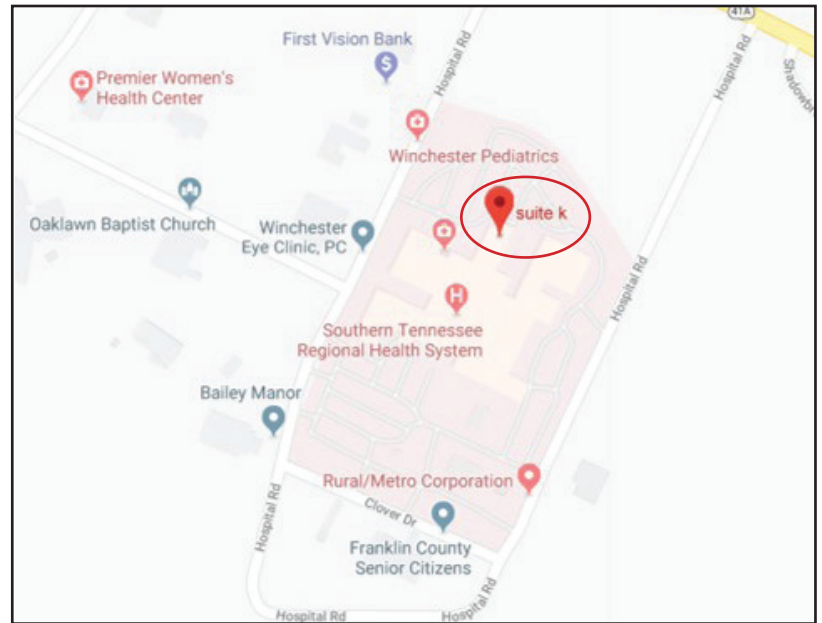 41A
First Vision Bank
Hospital Rd
Hospital Rd
Premier Women's
Health Center
Winchester Pediatrics
suite k
Oaklawn Baptist Church
Winchester
Eye Clinic, PC
Hospital Rd
H
Southern Tennessee
Regional Health System
Bailey Manor
Rural/Metro Corporation
Hospital Rd
Clover Dr
Franklin County
Senior Citizens
Hospital Rd
Hospital Rd